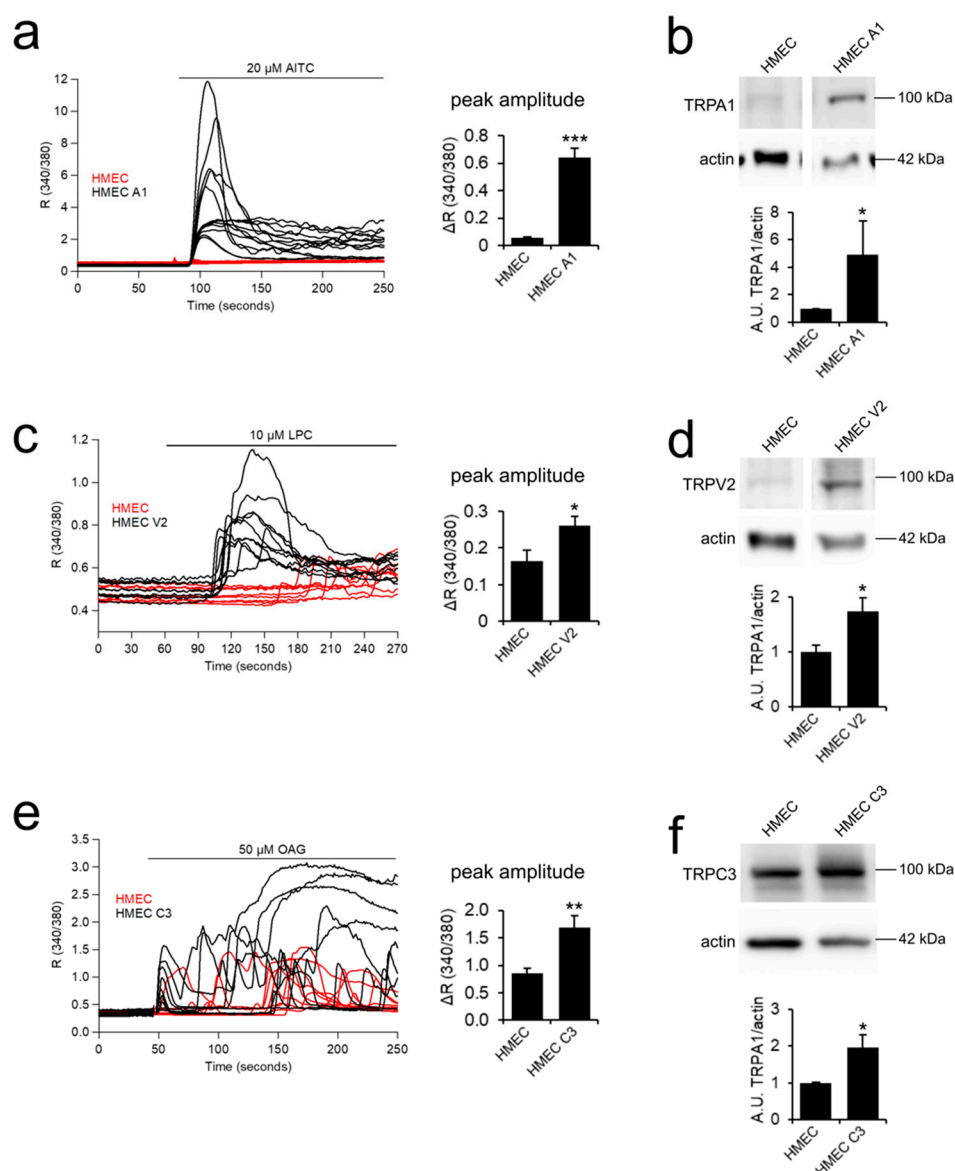 a
20 µM AITC
R (340/380)
12
10
8
6
4
2
0
HMEC
HMEC A1
0
50
100
150
200
250
Time (seconds)
peak amplitude
ΔR (340/380)
0.8
0.6
0.4
0.2
0
***
HMEC
HMEC A1
b
HMEC
HMEC A1
TRPA1
100 kDa
actin
42 kDa
A.U. TRPA1/actin
8
6
4
2
0
*
HMEC
HMEC A1
c
10 µM LPC
R (340/380)
1.2
1.0
0.8
0.6
0.4
HMEC
HMEC V2
0
30
60
90
120
150
180
210
240
270
Time (seconds)
peak amplitude
ΔR(340/380)
0.3
0.2
0.1
0
*
HMEC
HMEC V2
d
HMEC
HMEC V2
TRPV2
100 kDa
actin
42 kDa
A.U. TRPA1/actin
2
1
0
*
HMEC
HMEC V2
e
50 µM OAG
R (340/380)
3.5
3.0
2.5
2.0
1.5
1.0
0.5
0.0
HMEC
HMEC C3
0
50
100
150
200
250
Time (seconds)
peak amplitude
ΔR(340/380)
2.0
1.5
1.0
0.5
0.0
**
HMEC
HMEC C3
f
HMEC
HMEC C3
TRPC3
100 kDa
actin
42 kDa
A.U. TRPA1/actin
3
2
1
0
*
HMEC
HMEC C3